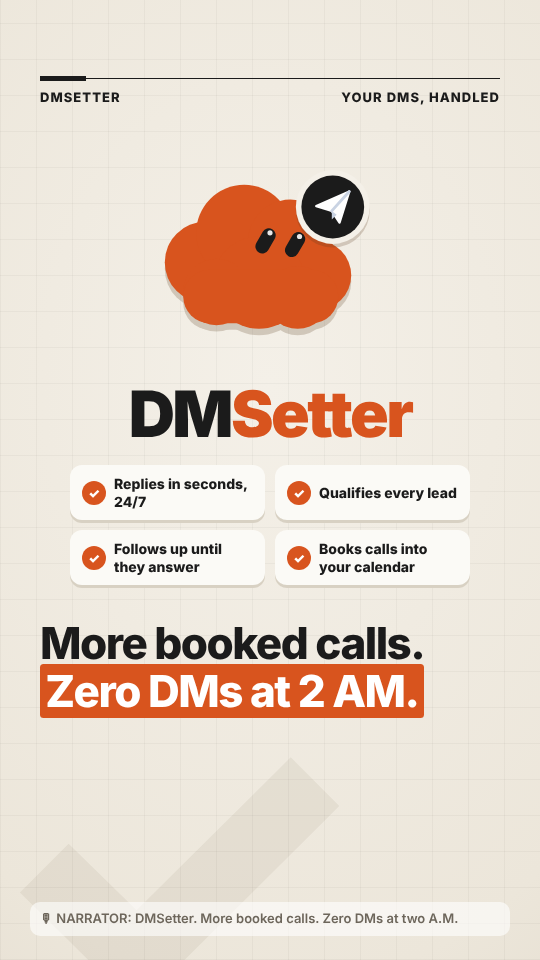 DMSETTER
YOUR DMS, HANDLED
DMSetter
Replies in seconds,
24/7
Qualifies every lead
Follows up until
they answer
Books calls into
your calendar
More booked calls.
Zero DMs at 2 AM.
🎙 NARRATOR: DMSetter. More booked calls. Zero DMs at two A.M.